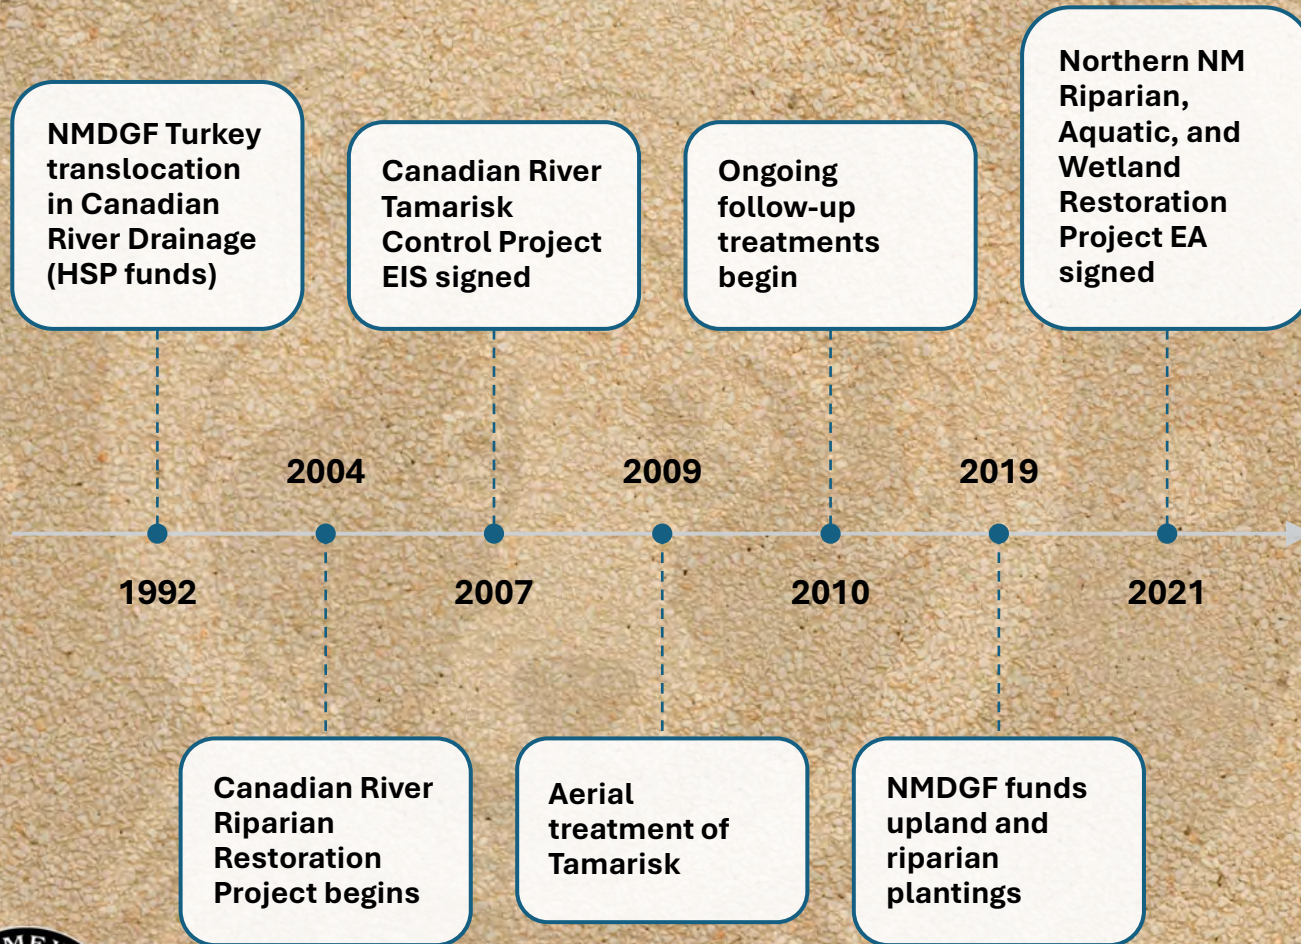 NMDGF Turkey
translocation
in Canadian
River Drainage
(HSP funds)
Canadian River
Tamarisk
Control Project
EIS signed
Ongoing
follow-up
treatments
begin
Northern NM
Riparian,
Aquatic, and
Wetland
Restoration
Project EA
signed
2004
2009
2019
1992
2007
2010
2021
Canadian River
Riparian
Restoration
Project begins
Aerial
treatment of
Tamarisk
NMDGF funds
upland and
riparian
plantings